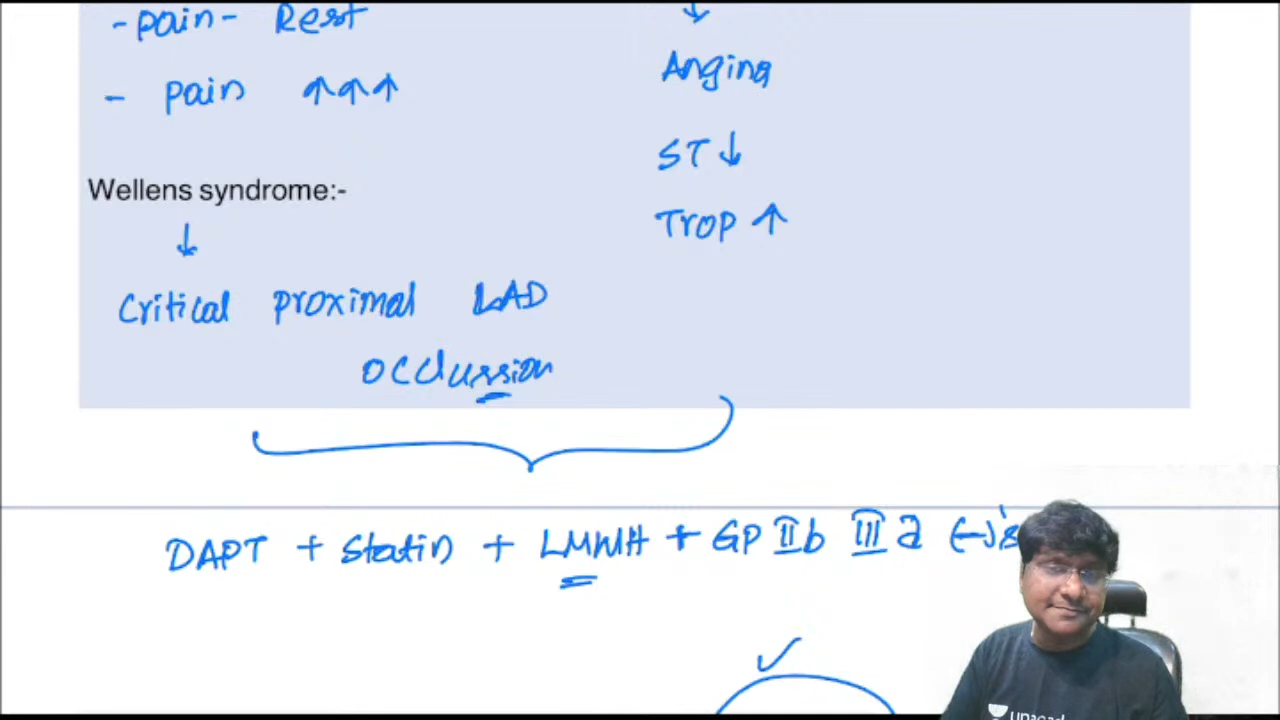 -pain- Rest
- pain ↑↑↑
Wellens syndrome:-
↓
Critical proximal LAD
occlussion
↓
Angina
ST↓
Trop ↑
DAPT + statin + LMWH + GP IIb IIIa (-)'s
✓